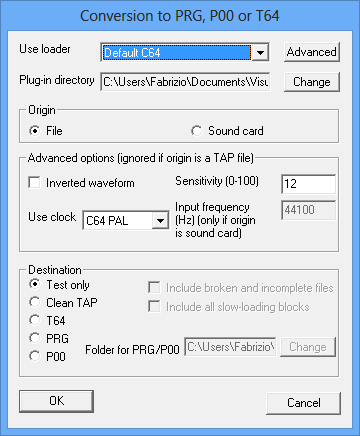 Conversion to PRG, P00 or T64
Use loader Default C64 Advanced
Plug-in directory C:\Users\Fabrizio\Documents\Visu Change
Origin
File Sound card
Advanced options (ignored if origin is a TAP file)
Inverted waveform Sensitivity (0-100) 12
Use clock C64 PAL Input frequency
(Hz) (only if origin
is sound card) 44100
Destination
Test only Include broken and incomplete files
Clean TAP Include all slow-loading blocks
T64
PRG
P00 Folder for PRG/P00 C:\Users\Fabrizio\ Change
OK Cancel